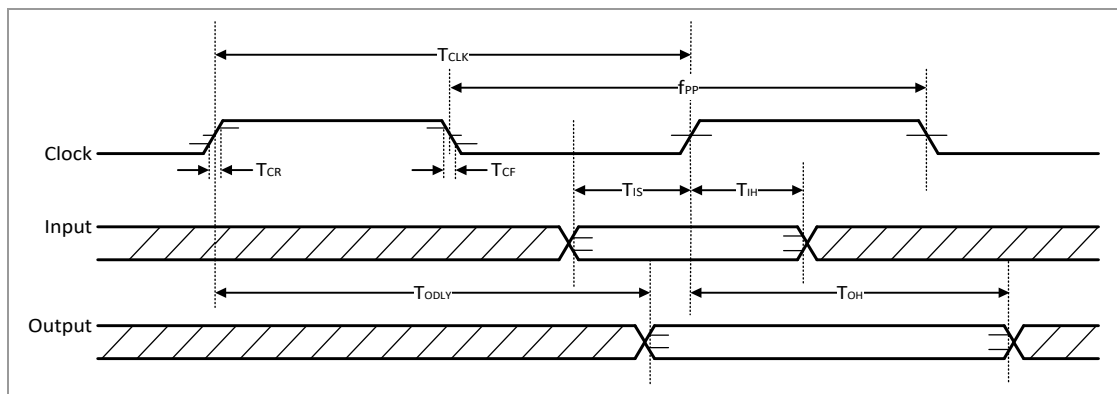 TCLK
fPP
Clock
TCR
TCF
TIS
TIH
Input
TODLY
TOH
Output